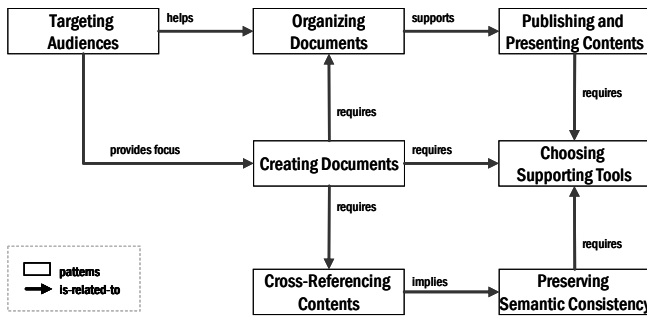 Targeting
Audiences
helps
Organizing
Documents
supports
Publishing and
Presenting Contents
requires
requires
provides focus
Creating Documents
requires
Choosing
Supporting Tools
requires
requires
Cross-Referencing
Contents
implies
Preserving
Semantic Consistency
patterns
is-related-to